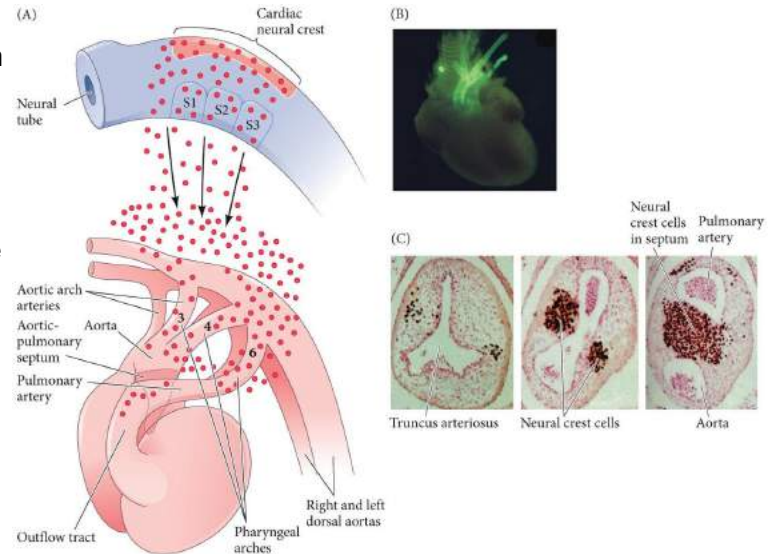 (A)
Cardiac
neural crest
Neural
tube
S1
S2
S3
Aortic arch
arteries
Aortic-
pulmonary
septum
Aorta
Pulmonary
artery
3
4
6
Outflow tract
Pharyngeal
arches
Right and left
dorsal aortas
(B)
(C)
Neural
crest cells
in septum
Pulmonary
artery
Truncus arteriosus
Neural crest cells
Aorta